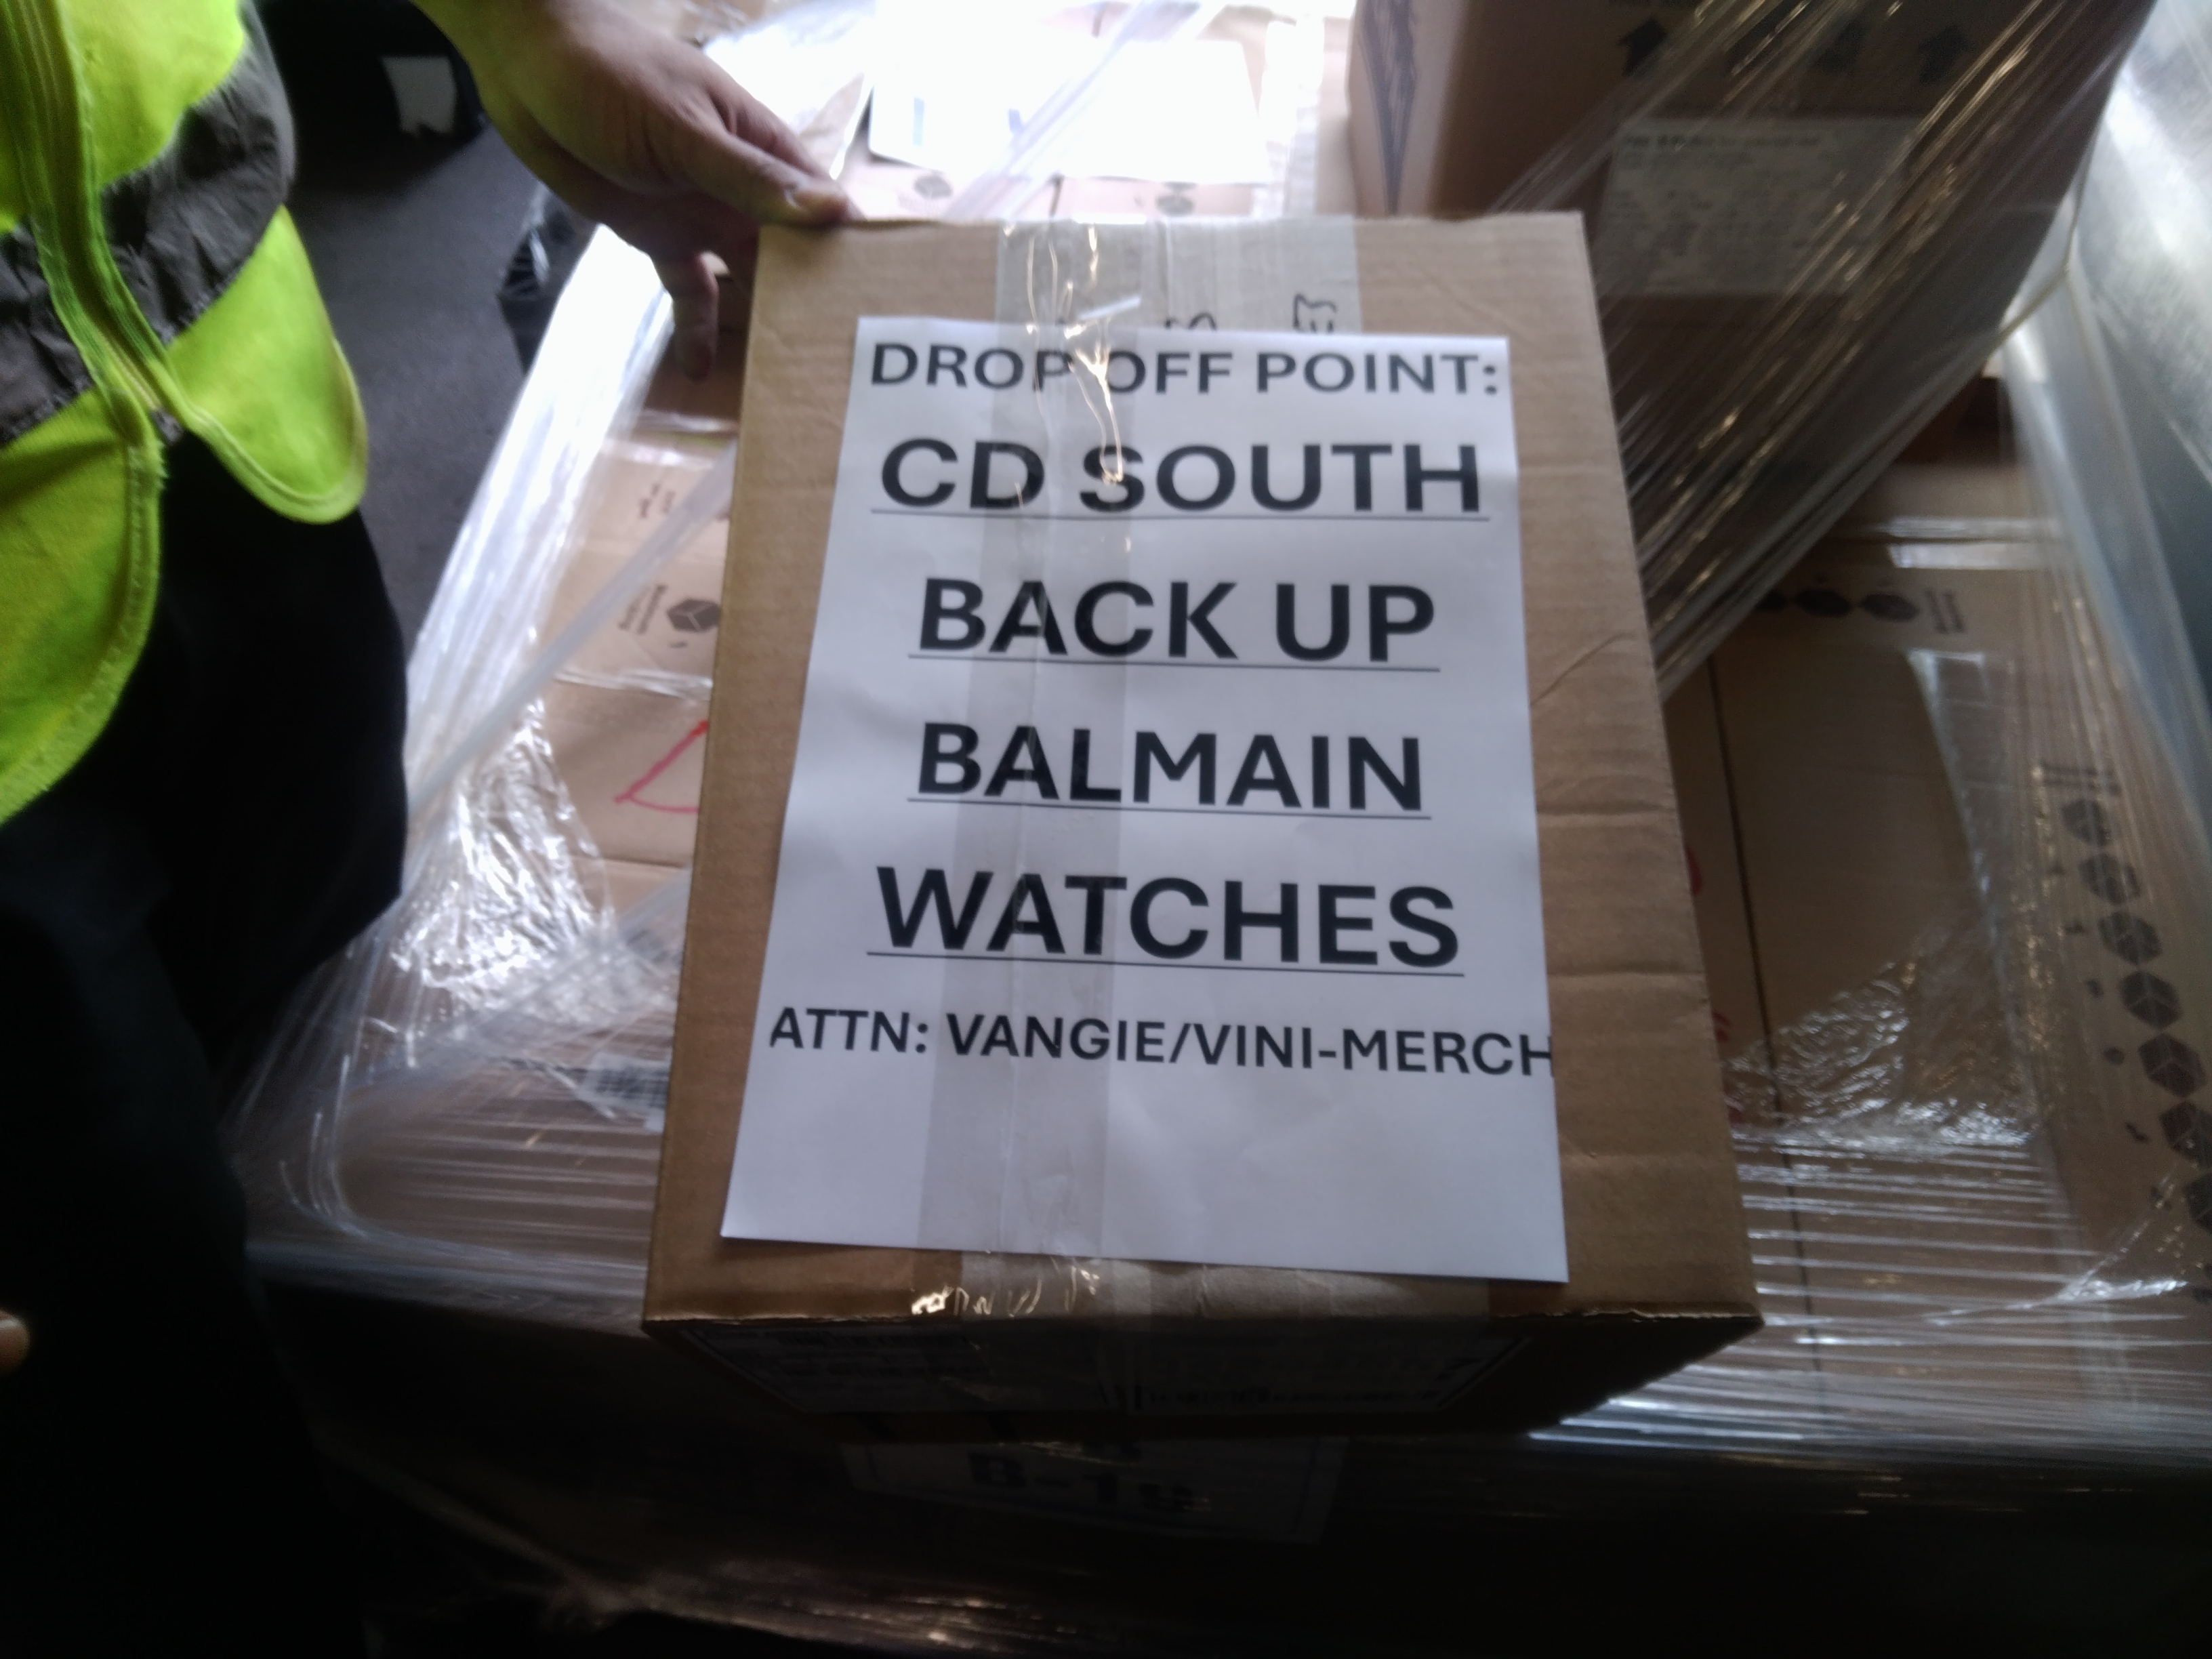 DROP OFF POINT:
CD SOUTH
BACK UP
BALMAIN
WATCHES
ATTN: VANGIE/VINI-MERCH